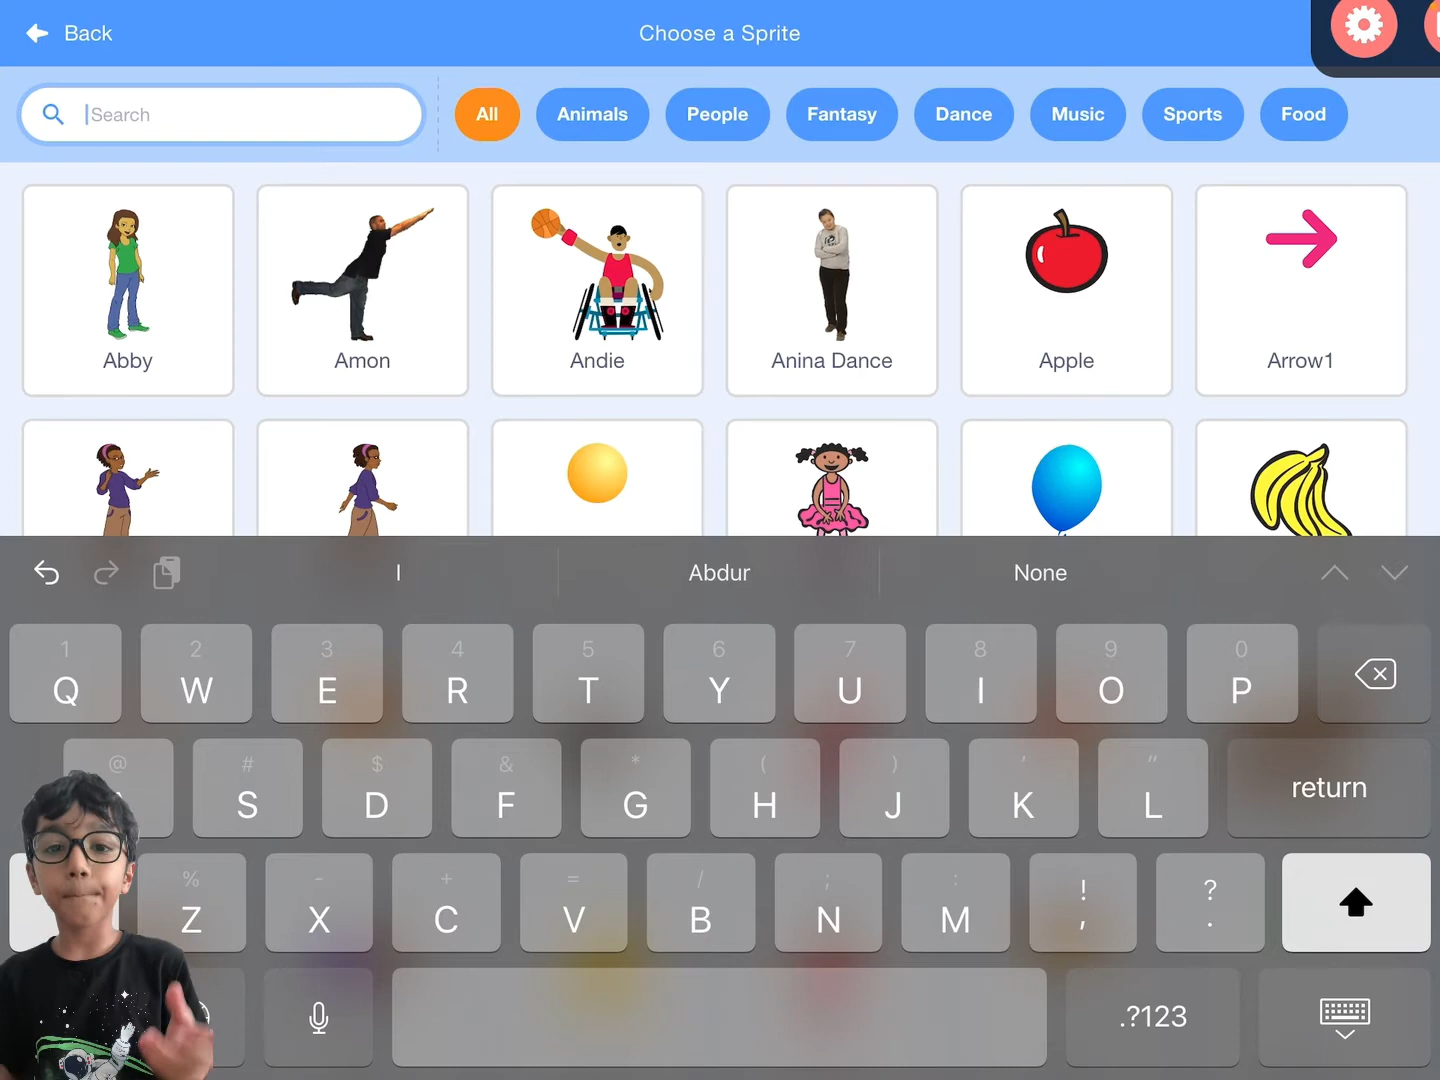 Back
Choose a Sprite
Search
All
Animals
People
Fantasy
Dance
Music
Sports
Food
Abby
Amon
Andie
Anina Dance
Apple
Arrow1
I
Abdur
None
1 2 3 4 5 6 7 8 9 0
Q W E R T Y U I O P
@ # $ & * ( ) ' "
S D F G H J K L return
% - + = / ; : ! ?
Z X C V B N M , .
.?123